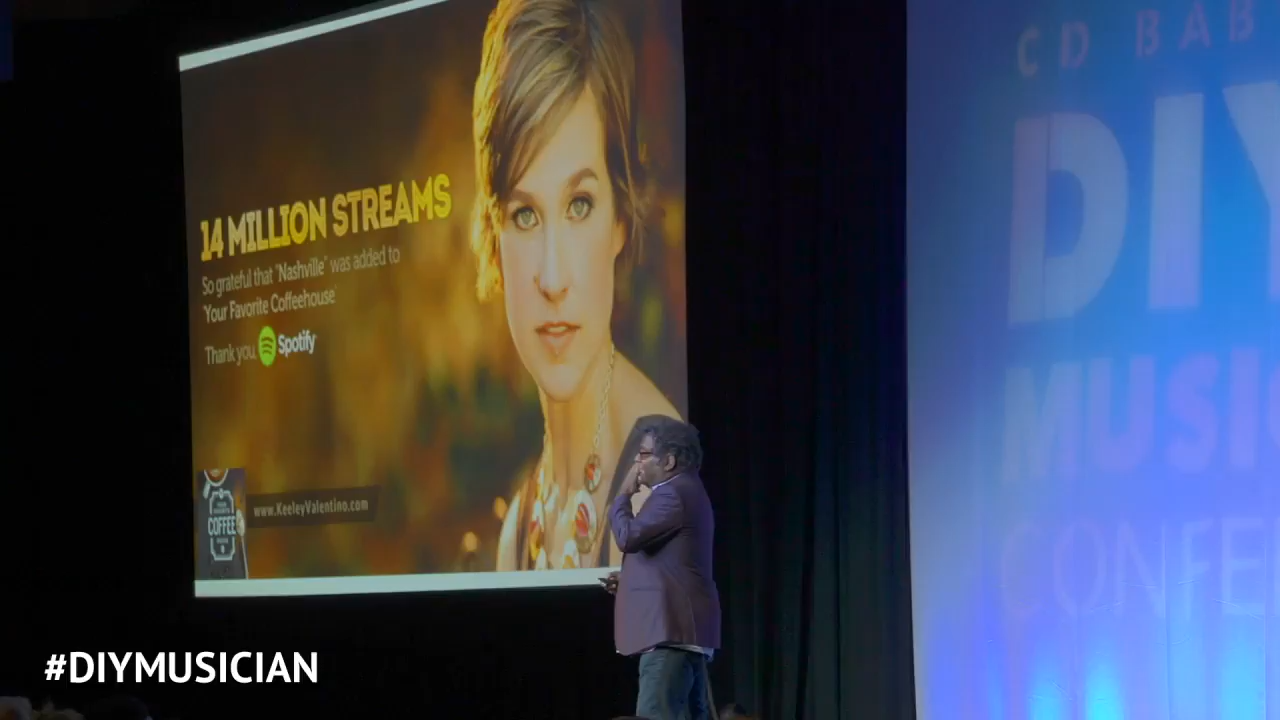 14 MILLION STREAMS
So grateful that "Nashville" was added to
'Your Favorite Coffeehouse'
Thank you, Spotify
COFFEE
www.KeeleyValentino.com
CD BAB
DIY
MUSIC
CONFE
#DIYMUSICIAN